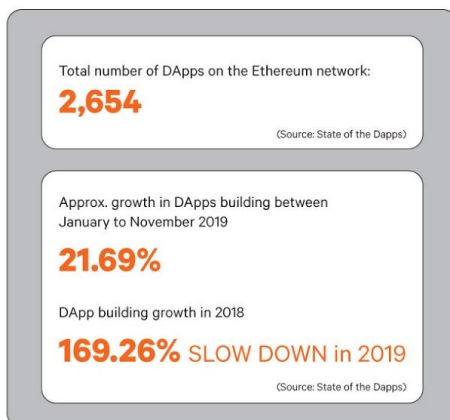 Total number of DApps on the Ethereum network:
2,654
(Source: State of the Dapps)
Approx. growth in DApps building between
January to November 2019
21.69%
DApp building growth in 2018
169.26% SLOW DOWN in 2019
(Source: State of the Dapps)